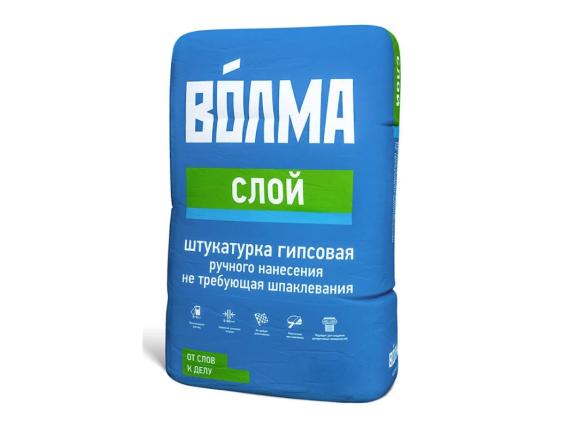 ВОЛМА
СЛОЙ
штукатурка гипсовая
ручного нанесения
не требующая шпаклевания
ОТ СЛОВ
К ДЕЛУ